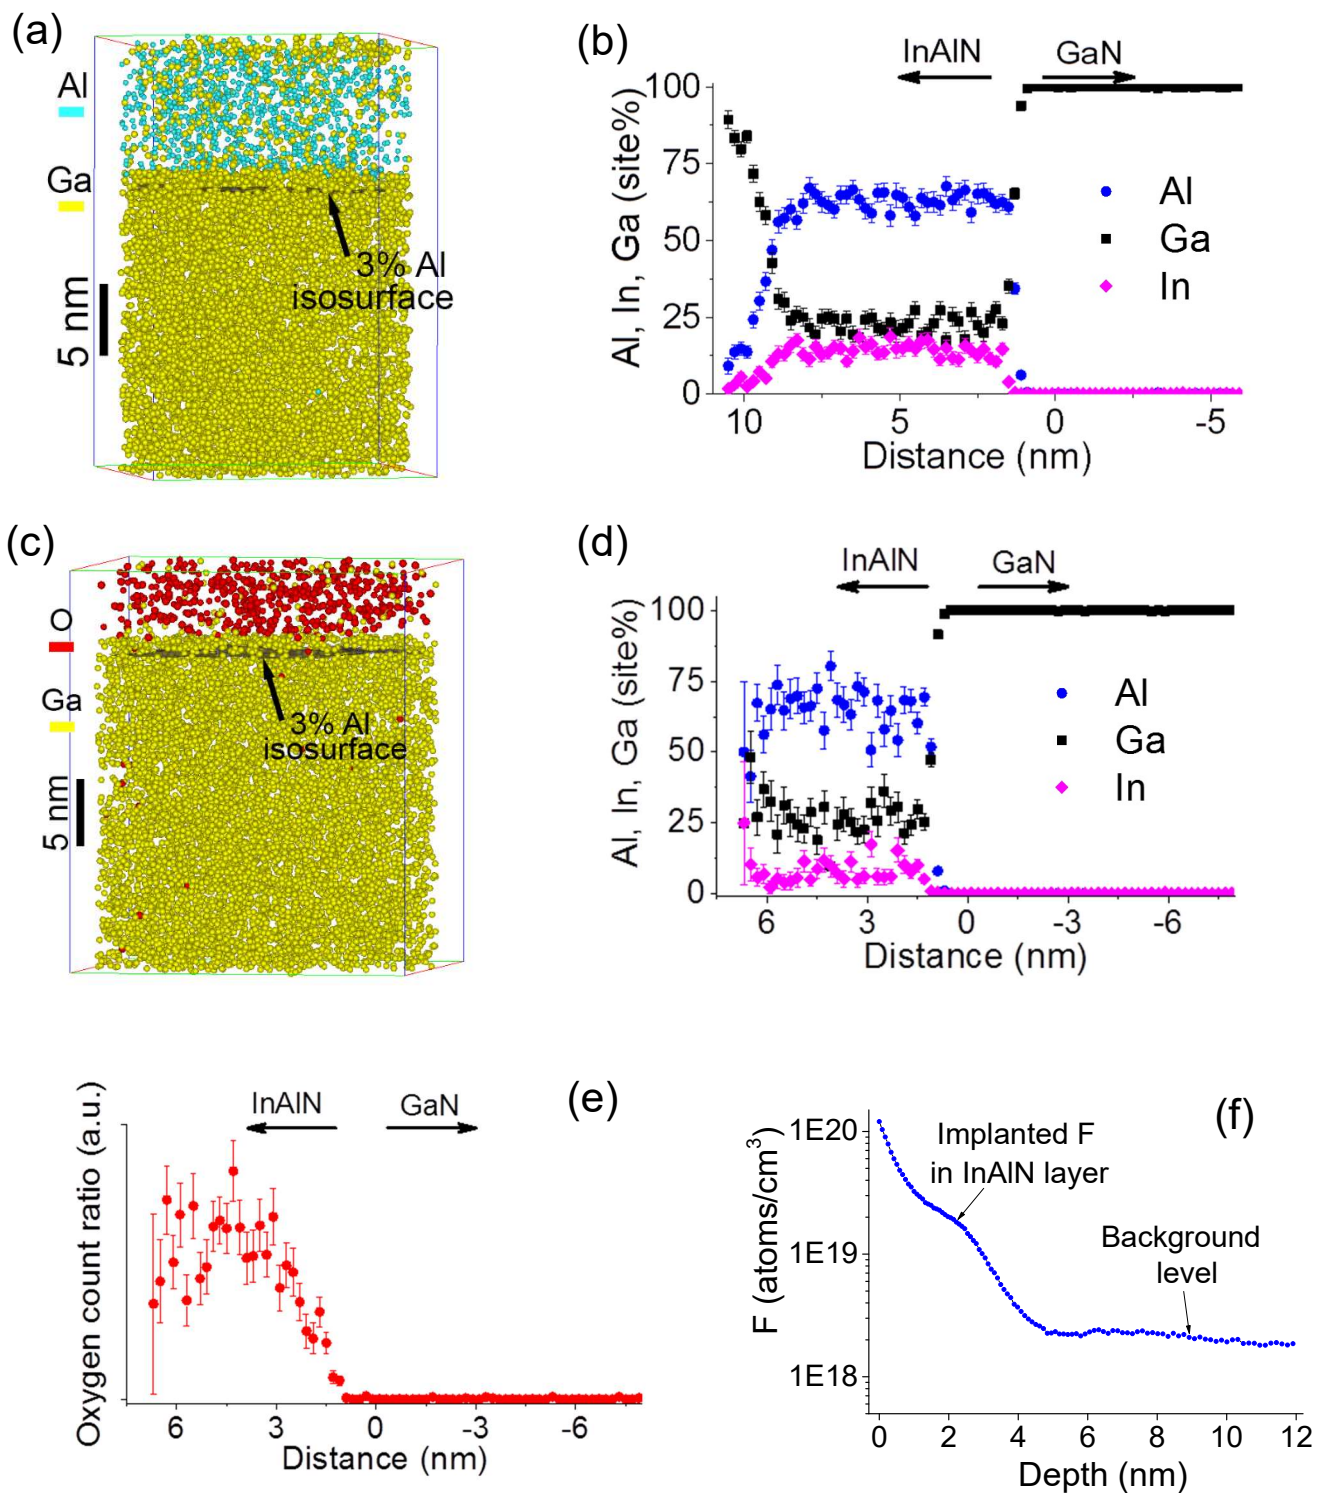 (a)
Al
Ga
5 nm
3% Al
isosurface
(b)
InAlN
GaN
Al, In, Ga (site%)
100
75
50
25
0
Al
Ga
In
10
5
0
-5
Distance (nm)
(c)
O
Ga
5 nm
3% Al
isosurface
(d)
InAlN
GaN
Al, In, Ga (site%)
100
75
50
25
0
Al
Ga
In
6
3
0
-3
-6
Distance (nm)
(e)
InAlN
GaN
Oxygen count ratio (a.u.)
6
3
0
-3
-6
Distance (nm)
(f)
F (atoms/cm³)
1E20
1E19
1E18
Implanted F
in InAlN layer
Background
level
0
2
4
6
8
10
12
Depth (nm)